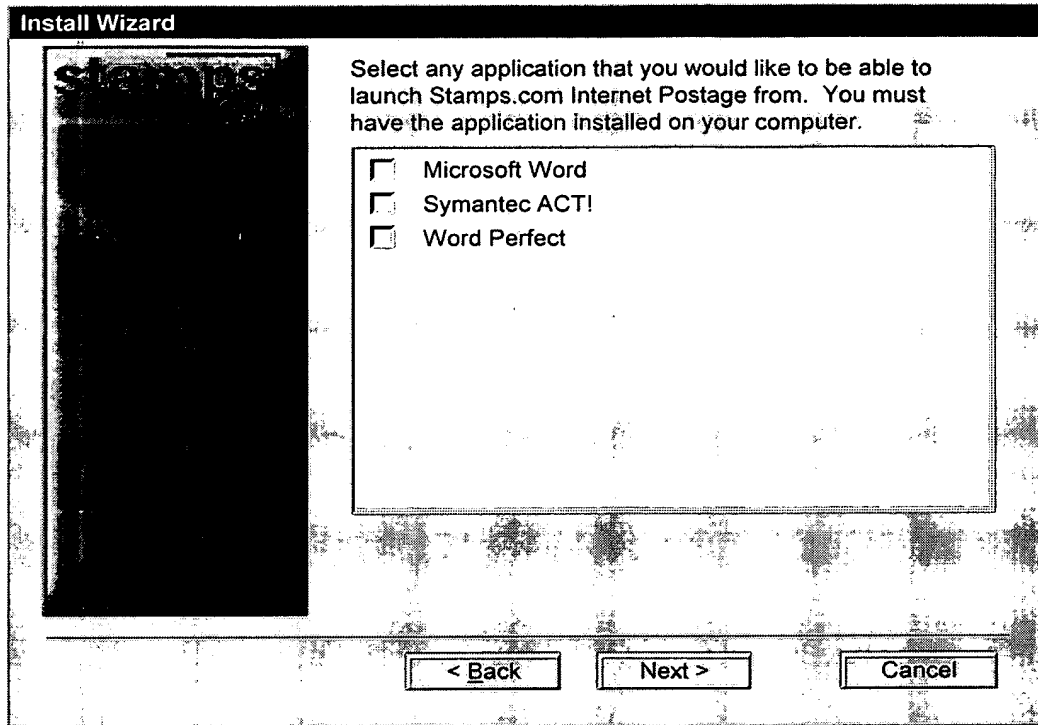 Install Wizard
stamps
Select any application that you would like to be able to
launch Stamps.com Internet Postage from. You must
have the application installed on your computer.
Microsoft Word
Symantec ACT!
Word Perfect
< Back
Next >
Cancel